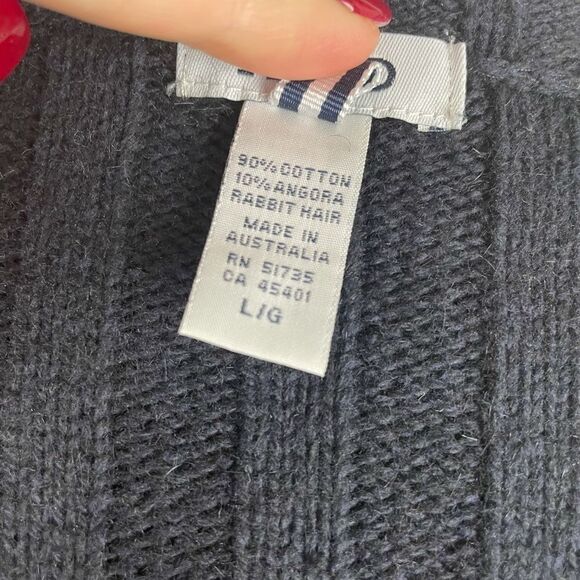 90% COTTON
10% ANGORA
RABBIT HAIR
MADE IN
AUSTRALIA
RN 51735
CA 45401
L/G